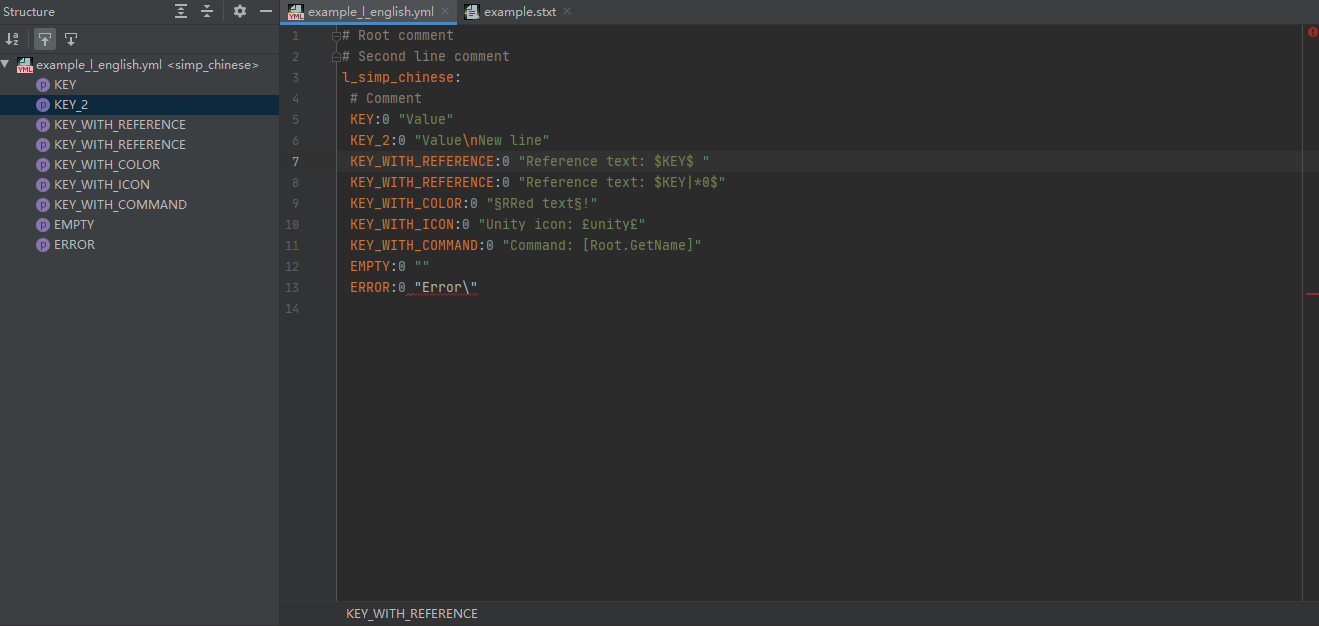 Structure
example_l_english.yml <simp_chinese>
KEY
KEY_2
KEY_WITH_REFERENCE
KEY_WITH_REFERENCE
KEY_WITH_COLOR
KEY_WITH_ICON
KEY_WITH_COMMAND
EMPTY
ERROR
example_l_english.yml
example.stxt
1 # Root comment
2 # Second line comment
3 l_simp_chinese:
4 # Comment
5 KEY:0 "Value"
6 KEY_2:0 "Value\nNew line"
7 KEY_WITH_REFERENCE:0 "Reference text: $KEY$ "
8 KEY_WITH_REFERENCE:0 "Reference text: $KEY|*0$"
9 KEY_WITH_COLOR:0 "§RRed text§!"
10 KEY_WITH_ICON:0 "Unity icon: £unity£"
11 KEY_WITH_COMMAND:0 "Command: [Root.GetName]"
12 EMPTY:0 ""
13 ERROR:0 "Error\"
14
KEY_WITH_REFERENCE